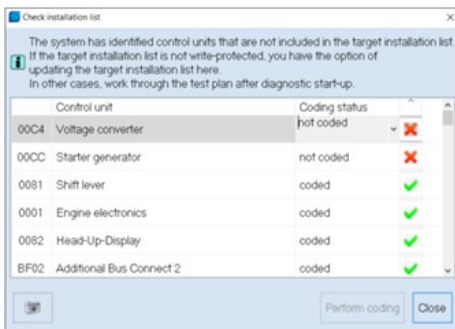 Check installation list
The system has identified control units that are not included in the target installation list.
If the target installation list is not write-protected, you have the option of
updating the target installation list here.
In other cases, work through the test plan after diagnostic start-up.
Control unit Coding status
00C4 Voltage converter not coded
00CC Starter generator not coded
0081 Shift lever coded
0001 Engine electronics coded
0082 Head-Up-Display coded
BF02 Additional Bus Connect 2 coded
Perform coding Close